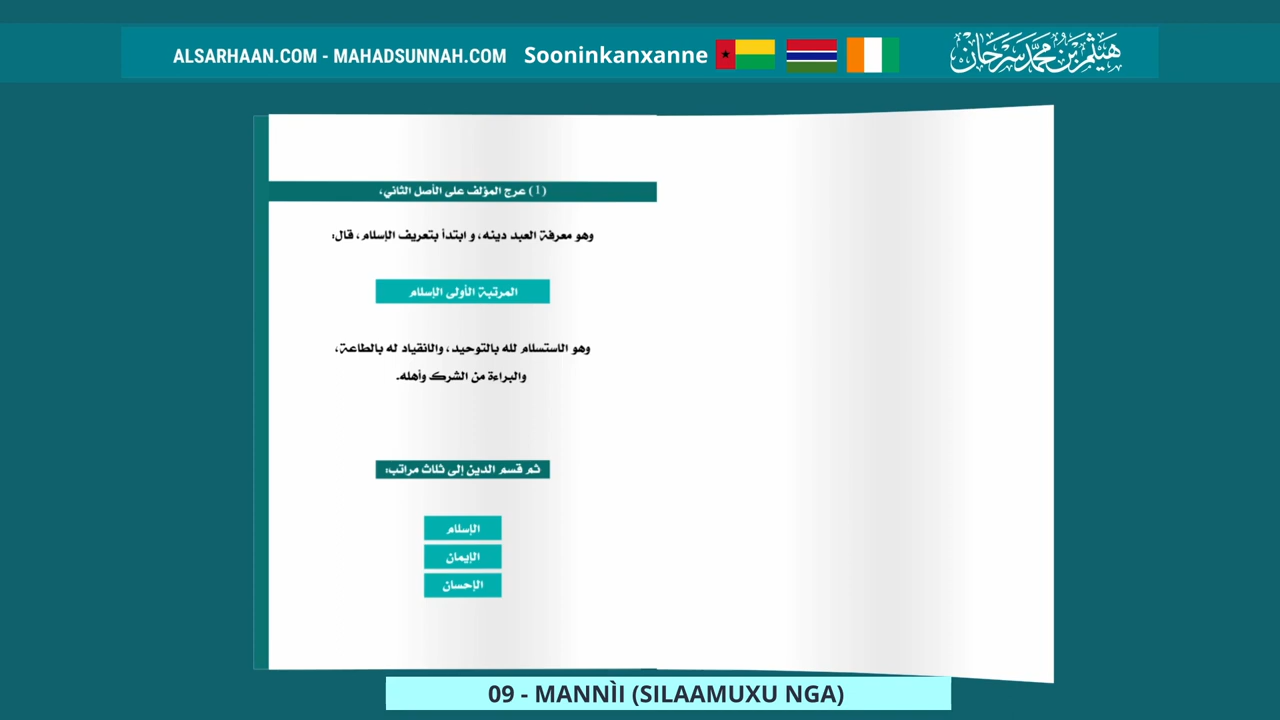 ALSARHAAN.COM - MAHADSUNNAH.COM Sooninkanxanne
هيثم بن محمد سرحان
(1) عرج المؤلف على الأصل الثاني،
وهو معرفة العبد دينه، و ابتدأ بتعريف الإسلام، قال:
المرتبة الأولى الإسلام
وهو الاستسلام لله بالتوحيد، والانقياد له بالطاعة،
والبراءة من الشرك وأهله.
ثم قسم الدين إلى ثلاث مراتب:
الإسلام
الإيمان
الإحسان
09 - MANNÌI (SILAAMUXU NGA)